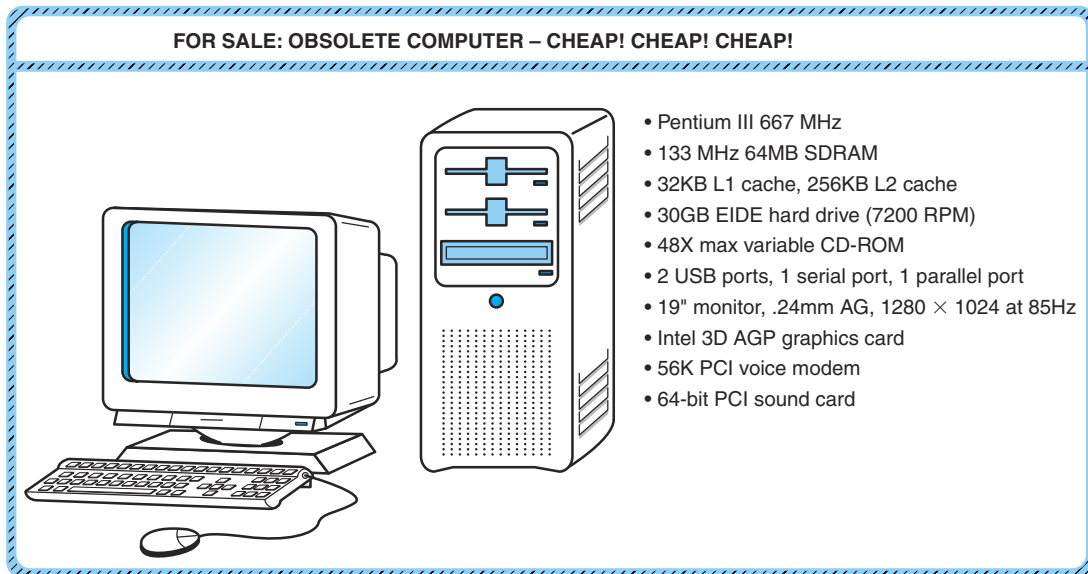 FOR SALE: OBSOLETE COMPUTER – CHEAP! CHEAP! CHEAP!
• Pentium III 667 MHz
• 133 MHz 64MB SDRAM
• 32KB L1 cache, 256KB L2 cache
• 30GB EIDE hard drive (7200 RPM)
• 48X max variable CD-ROM
• 2 USB ports, 1 serial port, 1 parallel port
• 19" monitor, .24mm AG, 1280 × 1024 at 85Hz
• Intel 3D AGP graphics card
• 56K PCI voice modem
• 64-bit PCI sound card